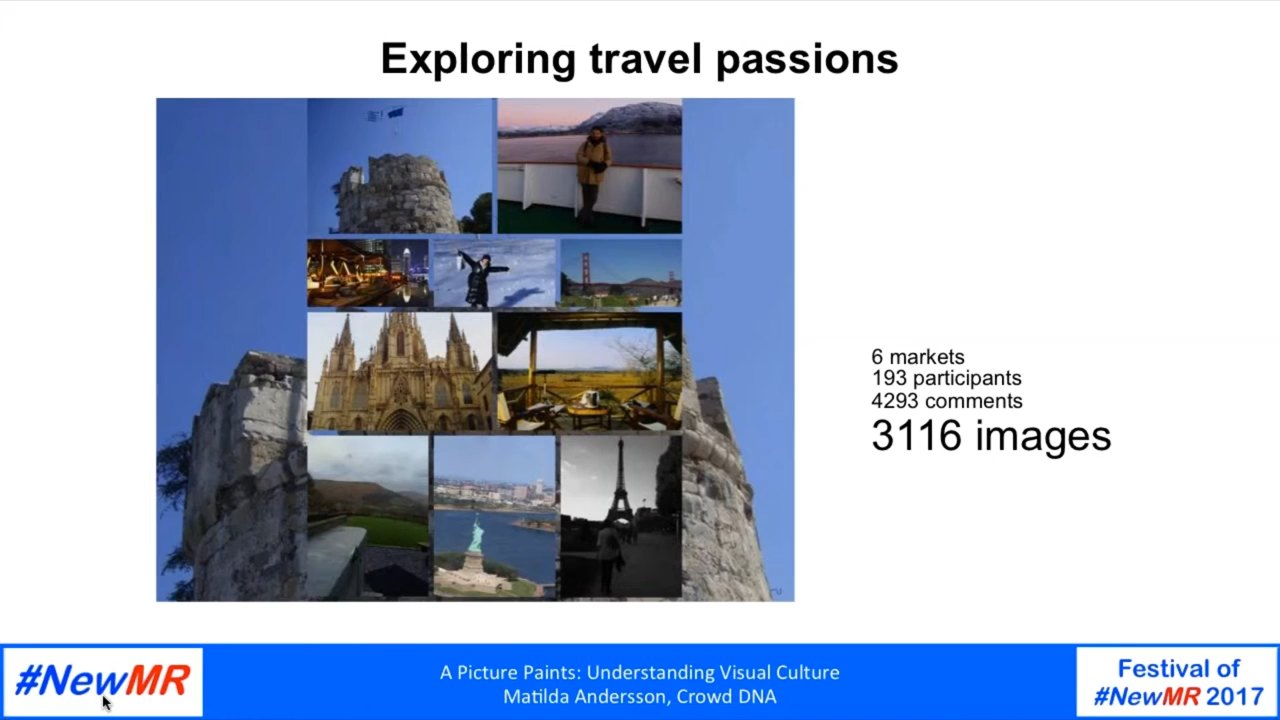 Exploring travel passions
6 markets
193 participants
4293 comments
3116 images
#NewMR
A Picture Paints: Understanding Visual Culture
Matilda Andersson, Crowd DNA
Festival of
#NewMR 2017